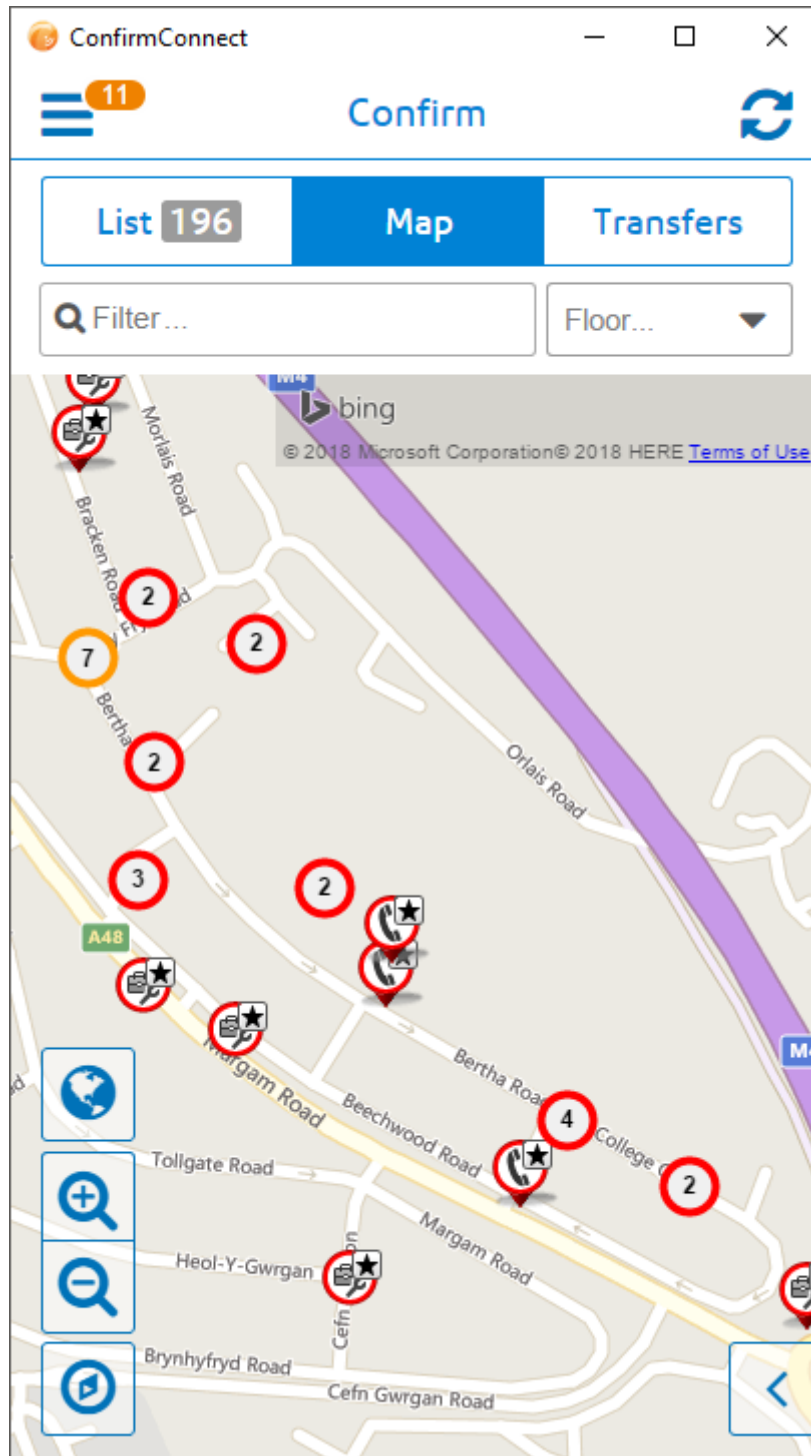 ConfirmConnect
11
Confirm
List 196
Map
Transfers
Filter...
Floor...
M4
bing
© 2018 Microsoft Corporation© 2018 HERE Terms of Use
Morlais Road
Bracken Road
2
2
7
Bertha
2
Orlais Road
3
2
A48
Margam Road
Bertha Road
4
College
Beechwood Road
2
Tollgate Road
Margam Road
Heol-Y-Gwrgan
Cefn
Brynhyfryd Road
Cefn Gwrgan Road